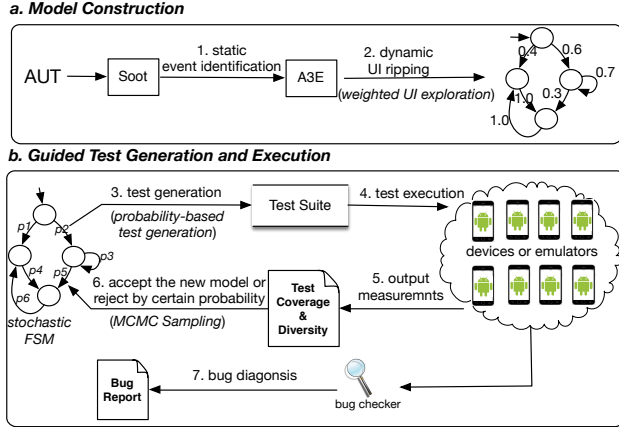 a. Model Construction
AUT
Soot
1. static
event identification
A3E
2. dynamic
UI ripping
(weighted UI exploration)
0.4
0.6
0.7
1.0
0.3
1.0
b. Guided Test Generation and Execution
3. test generation
(probability-based
test generation)
Test Suite
4. test execution
devices or emulators
p1
p2
p3
p4
p5
p6
stochastic
FSM
6. accept the new model or
reject by certain probability
(MCMC Sampling)
Test
Coverage
&
Diversity
5. output
measuremnts
7. bug diagonsis
Bug
Report
bug checker